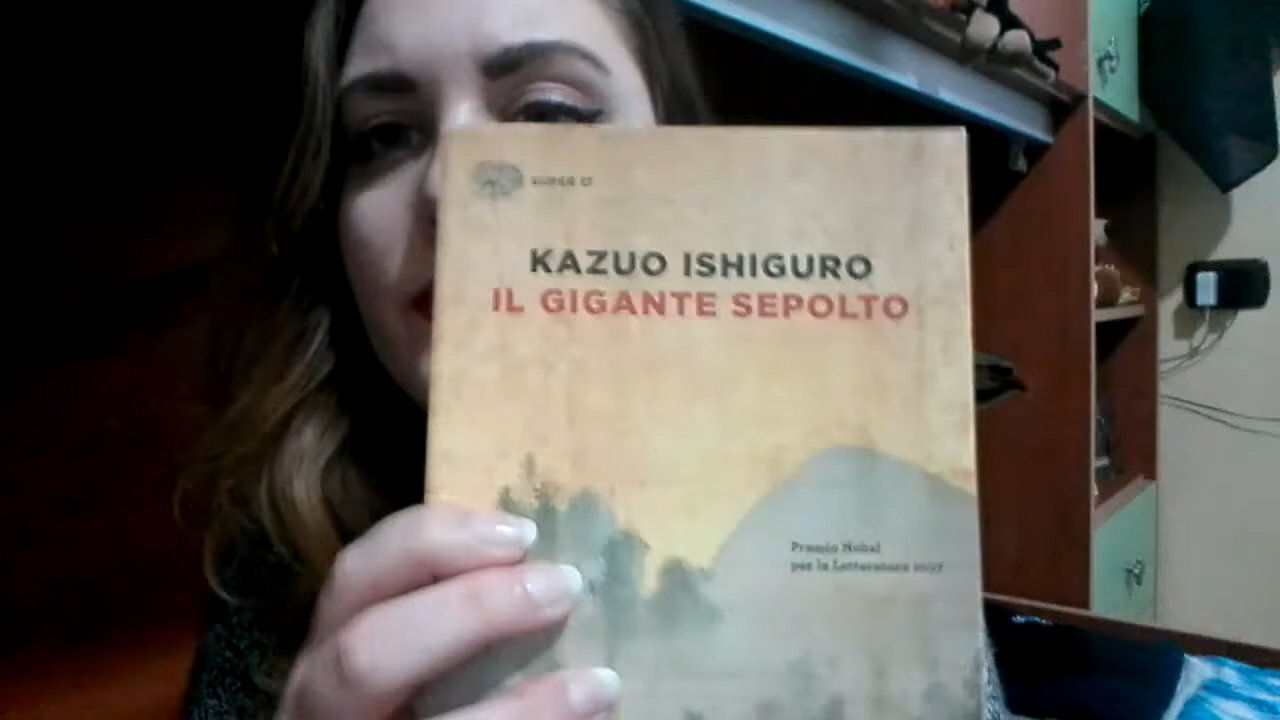 SUPER ET
KAZUO ISHIGURO
IL GIGANTE SEPOLTO
Premio Nobel
per la Letteratura 2017